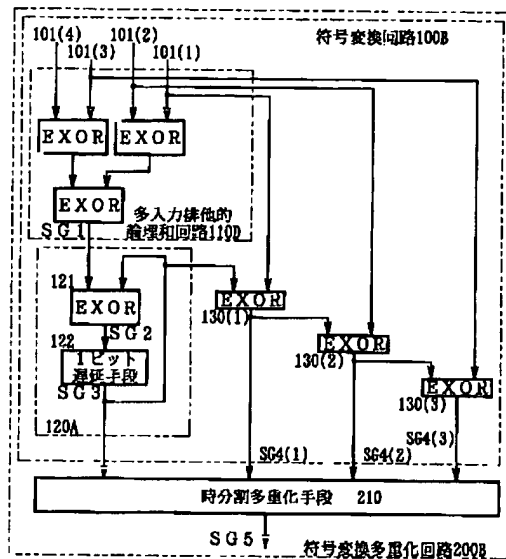 符号変換回路100B
101(4) 101(2)
101(3) 101(1)
EXOR EXOR
EXOR
SG1
多入力排他的
論理和回路110D
121
EXOR
SG2
122
1ビット
遅延手段
SG3
120A
EXOR
130(1)
EXOR
130(2)
EXOR
130(3)
SG4(1) SG4(2) SG4(3)
時分割多重化手段 210
SG5
符号変換多重化回路200B